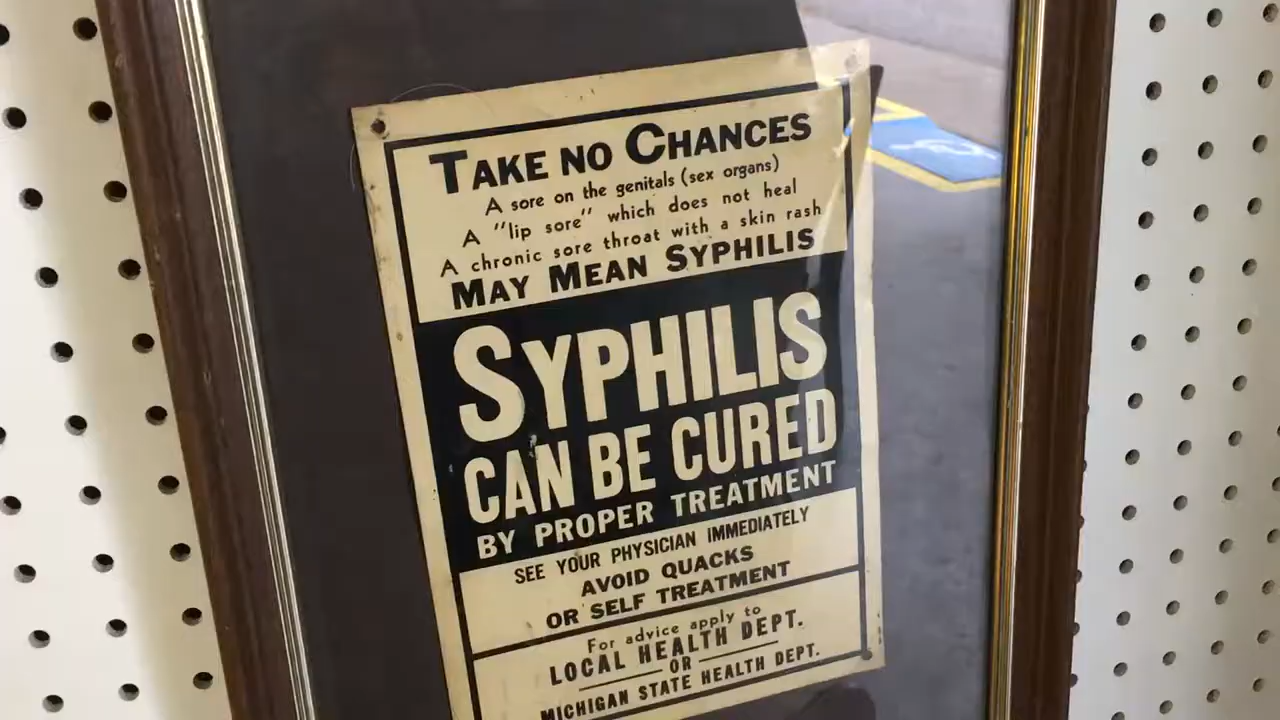 TAKE NO CHANCES
A sore on the genitals (sex organs)
A "lip sore" which does not heal
A chronic sore throat with a skin rash
MAY MEAN SYPHILIS
SYPHILIS
CAN BE CURED
BY PROPER TREATMENT
SEE YOUR PHYSICIAN IMMEDIATELY
AVOID QUACKS
OR SELF TREATMENT
For advice apply to
LOCAL HEALTH DEPT.
OR
MICHIGAN STATE HEALTH DEPT.